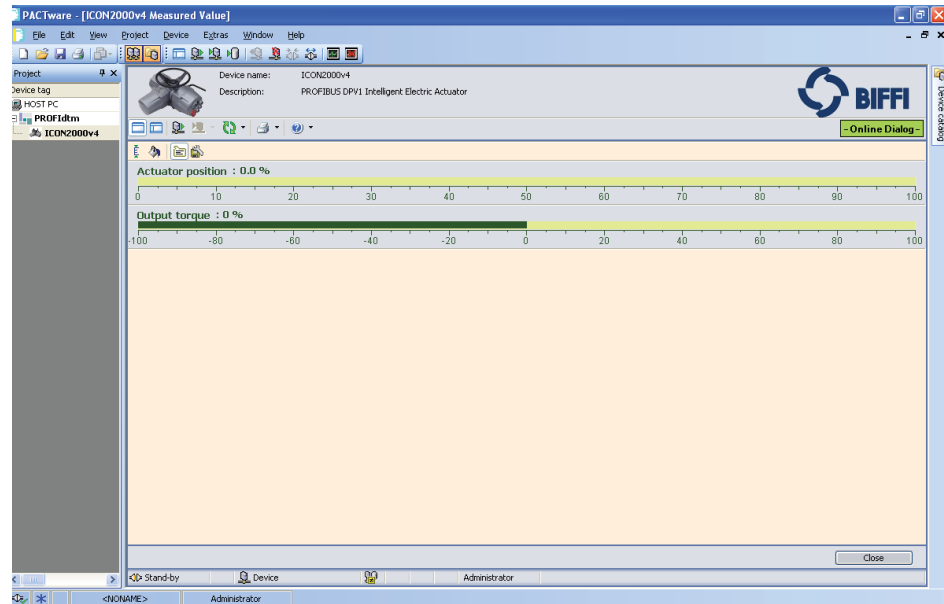 PACTware - [ICON2000v4 Measured Value]
File Edit View Project Device Extras Window Help
Project
Device tag
HOST PC
PROFIdtm
ICON2000v4
Device name: ICON2000v4
Description: PROFIBUS DPV1 Intelligent Electric Actuator
BIFFI
- Online Dialog -
Device catalog
Actuator position : 0.0 %
0 10 20 30 40 50 60 70 80 90 100
Output torque : 0 %
-100 -80 -60 -40 -20 0 20 40 60 80 100
Close
Stand-by Device Administrator
<NONAME> Administrator